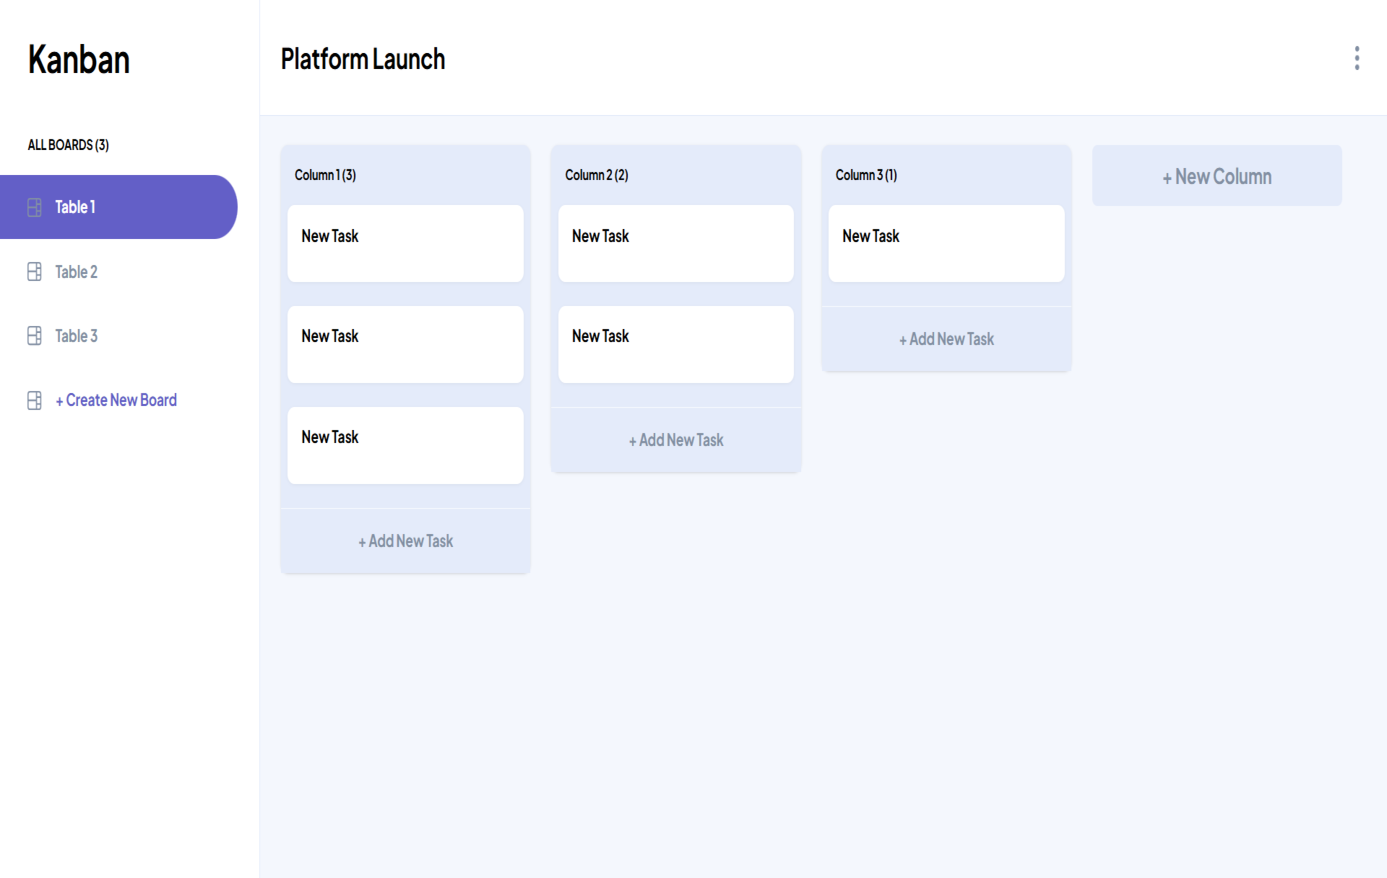 Kanban
ALL BOARDS (3)
Table 1
Table 2
Table 3
+ Create New Board
Platform Launch
Column 1 (3)
New Task
New Task
New Task
+ Add New Task
Column 2 (2)
New Task
New Task
+ Add New Task
Column 3 (1)
New Task
+ Add New Task
+ New Column